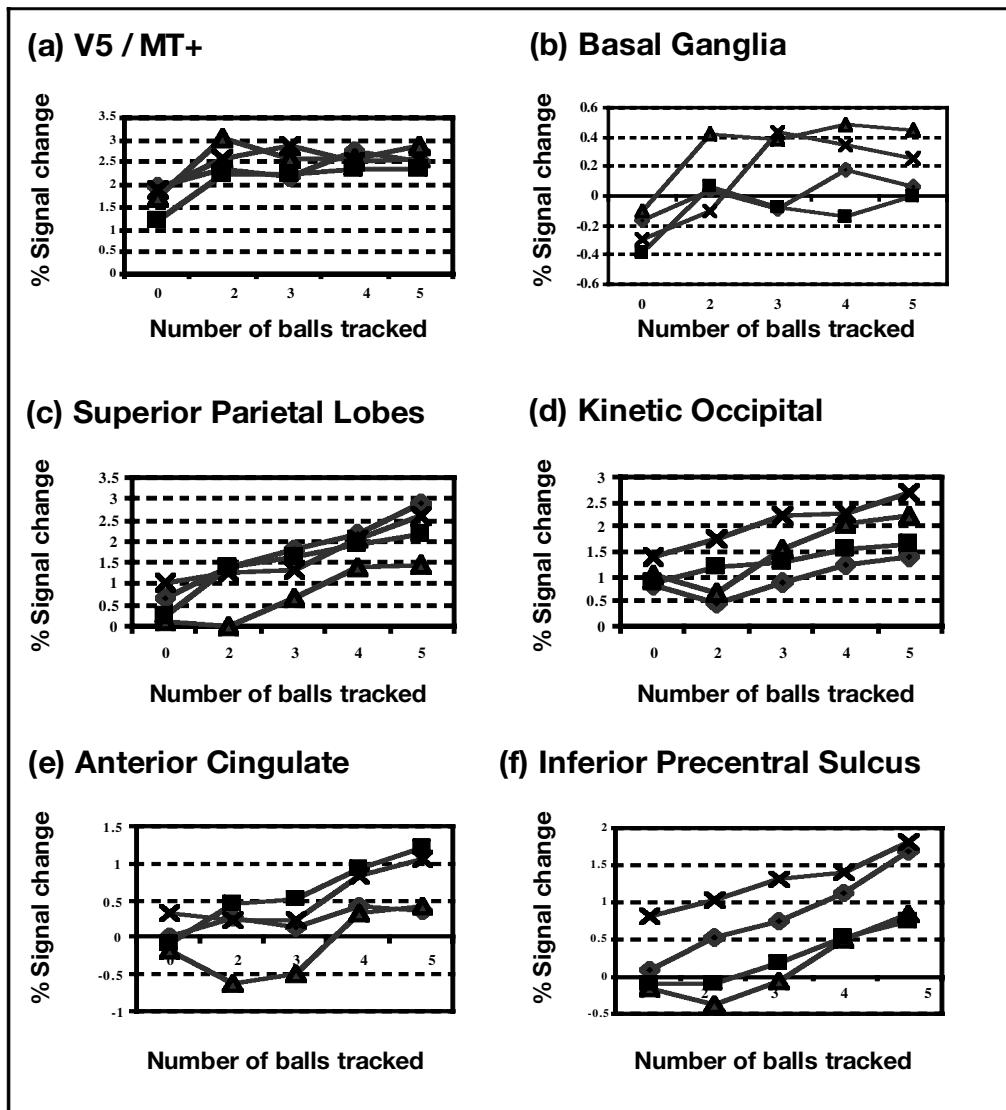 (a) V5 / MT+
% Signal change
3.5
3
2.5
2
1.5
1
0.5
0
0 2 3 4 5
Number of balls tracked
(b) Basal Ganglia
% Signal change
0.6
0.4
0.2
0
-0.2
-0.4
-0.6
0 2 3 4 5
Number of balls tracked
(c) Superior Parietal Lobes
% Signal change
3.5
3
2.5
2
1.5
1
0.5
0
0 2 3 4 5
Number of balls tracked
(d) Kinetic Occipital
% Signal change
3
2.5
2
1.5
1
0.5
0
0 2 3 4 5
Number of balls tracked
(e) Anterior Cingulate
% Signal change
1.5
1
0.5
0
-0.5
-1
0 2 3 4 5
Number of balls tracked
(f) Inferior Precentral Sulcus
% Signal change
2
1.5
1
0.5
0
-0.5
2 3 4 5
Number of balls tracked